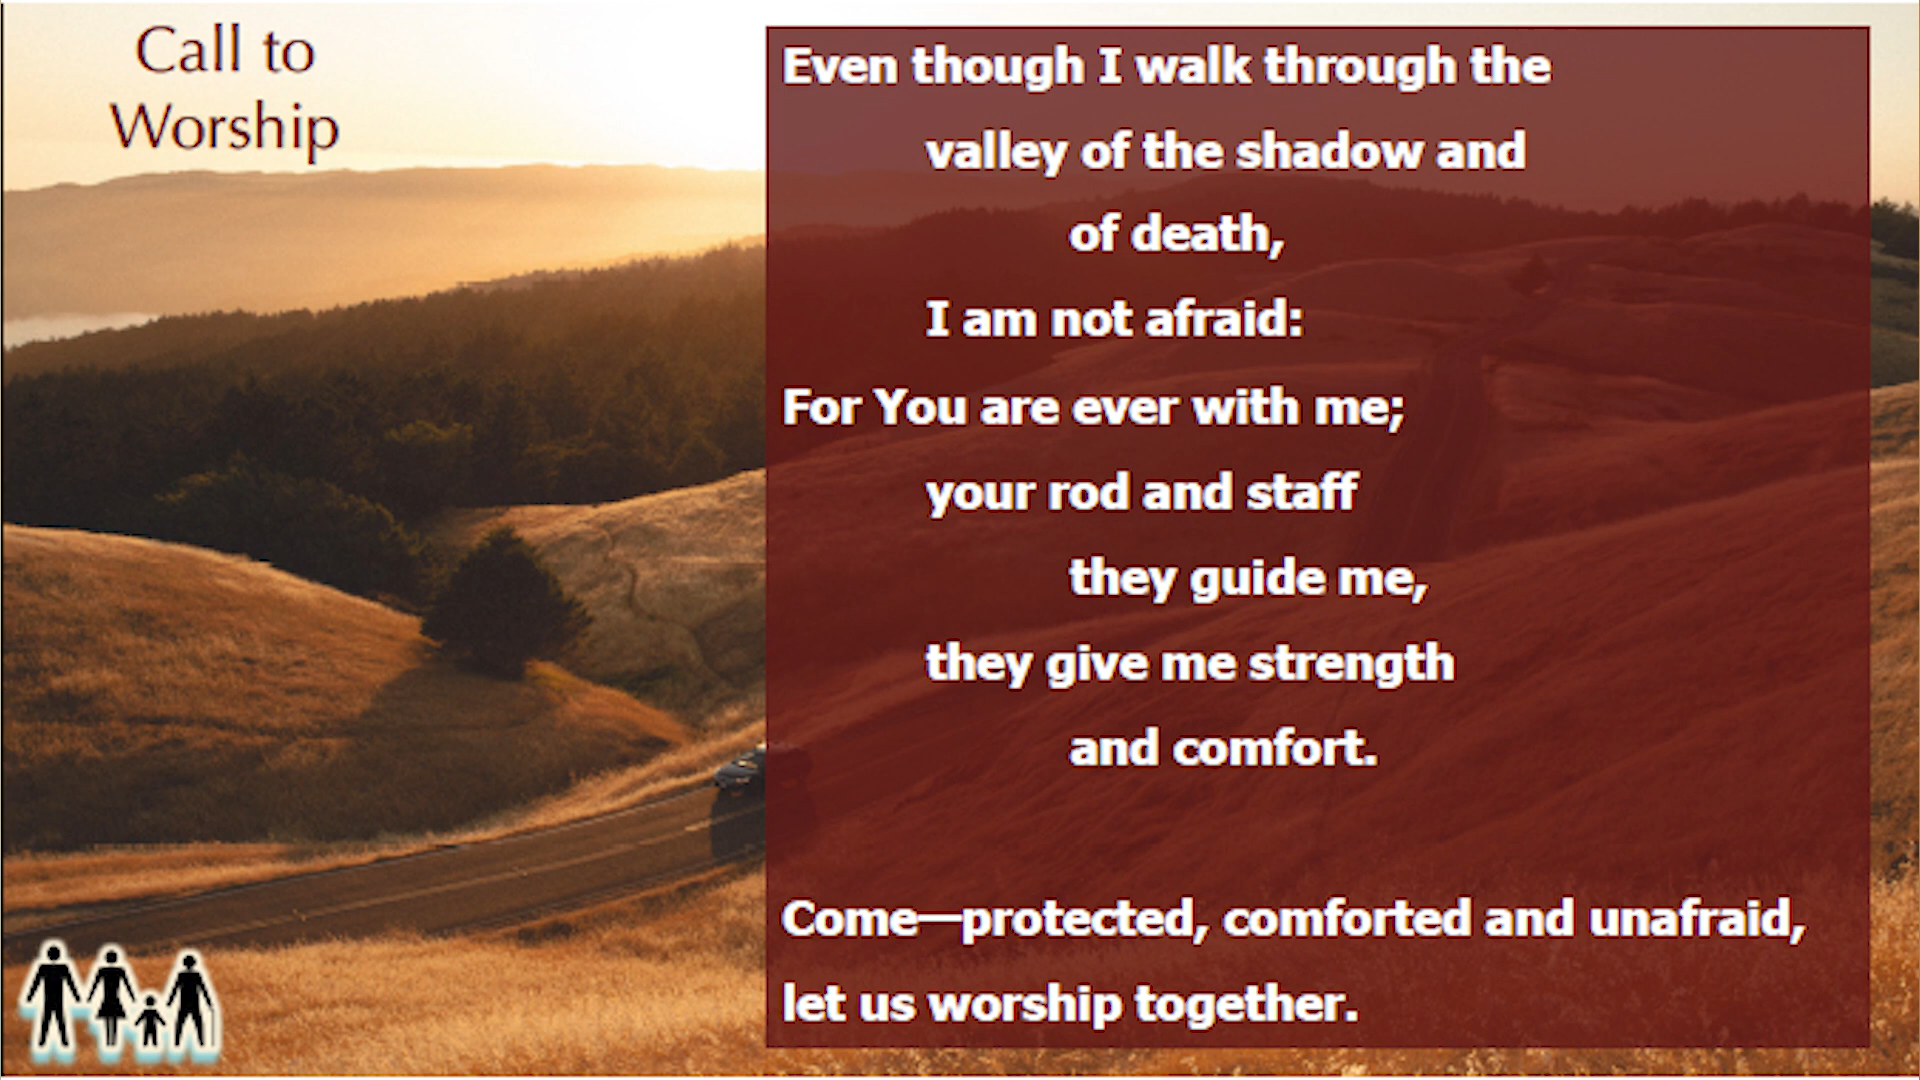 Call to
Worship
Even though I walk through the
valley of the shadow and
of death,
I am not afraid:
For You are ever with me;
your rod and staff
they guide me,
they give me strength
and comfort.
Come—protected, comforted and unafraid,
let us worship together.